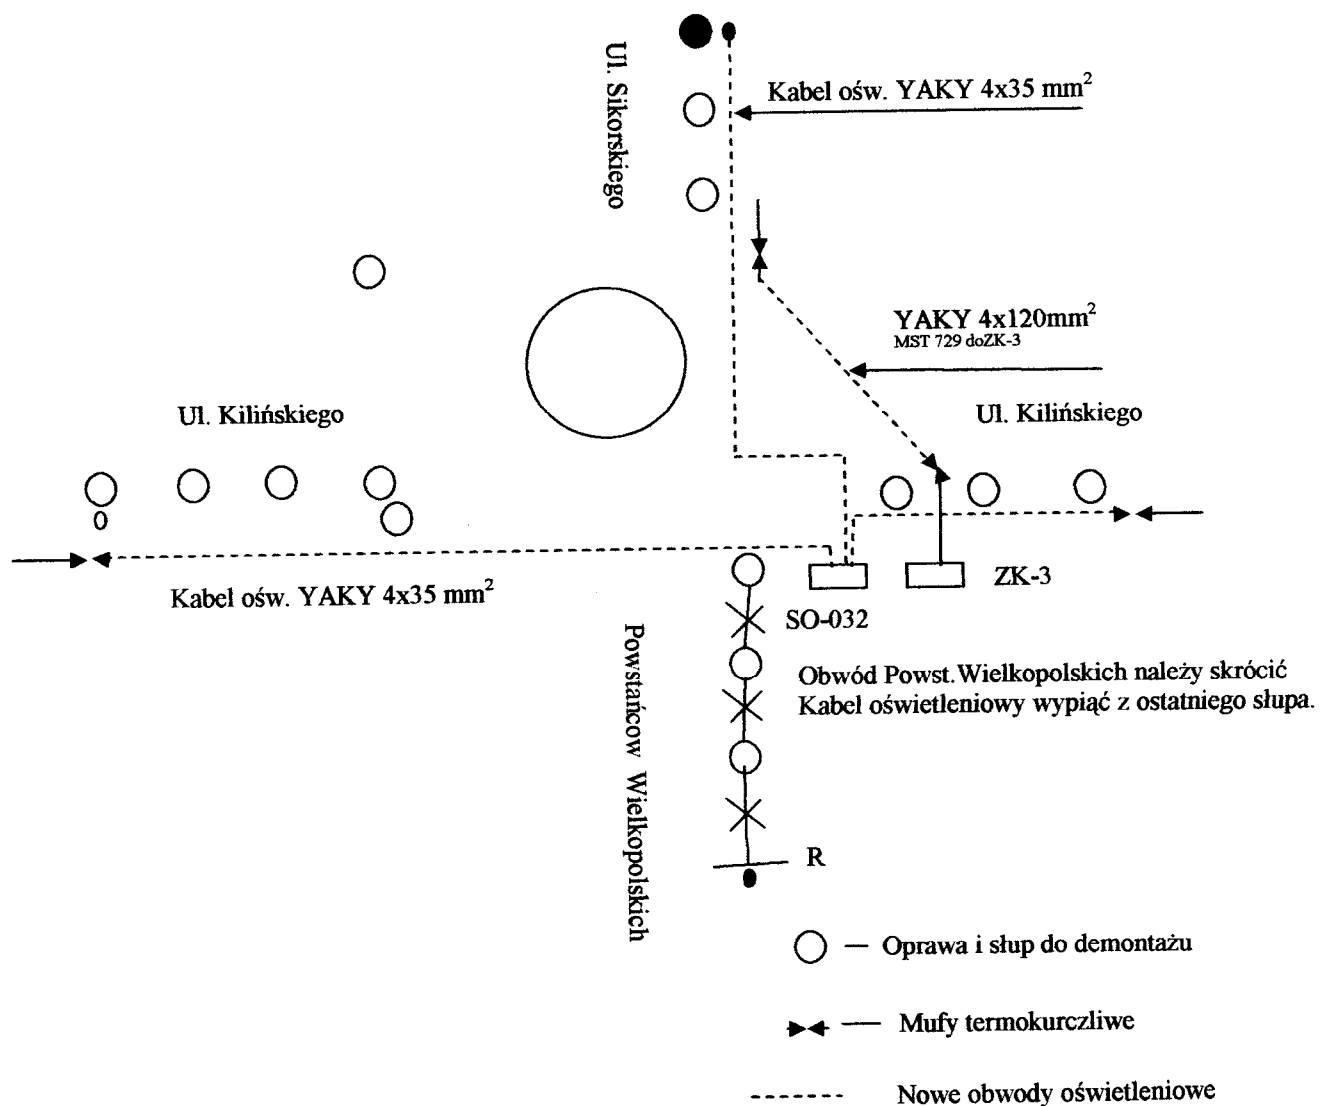 Ul. Sikorskiego
Kabel ośw. YAKY 4x35 mm²
YAKY 4x120mm²
MST 729 doZK-3
Ul. Kilińskiego
Ul. Kilińskiego
ZK-3
Kabel ośw. YAKY 4x35 mm²
SO-032
Powstańcow Wielkopolskich
Obwód Powst.Wielkopolskich należy skrócić
Kabel oświetleniowy wypiąć z ostatniego słupa.
R
— Oprawa i słup do demontażu
— Mufy termokurczliwe
Nowe obwody oświetleniowe